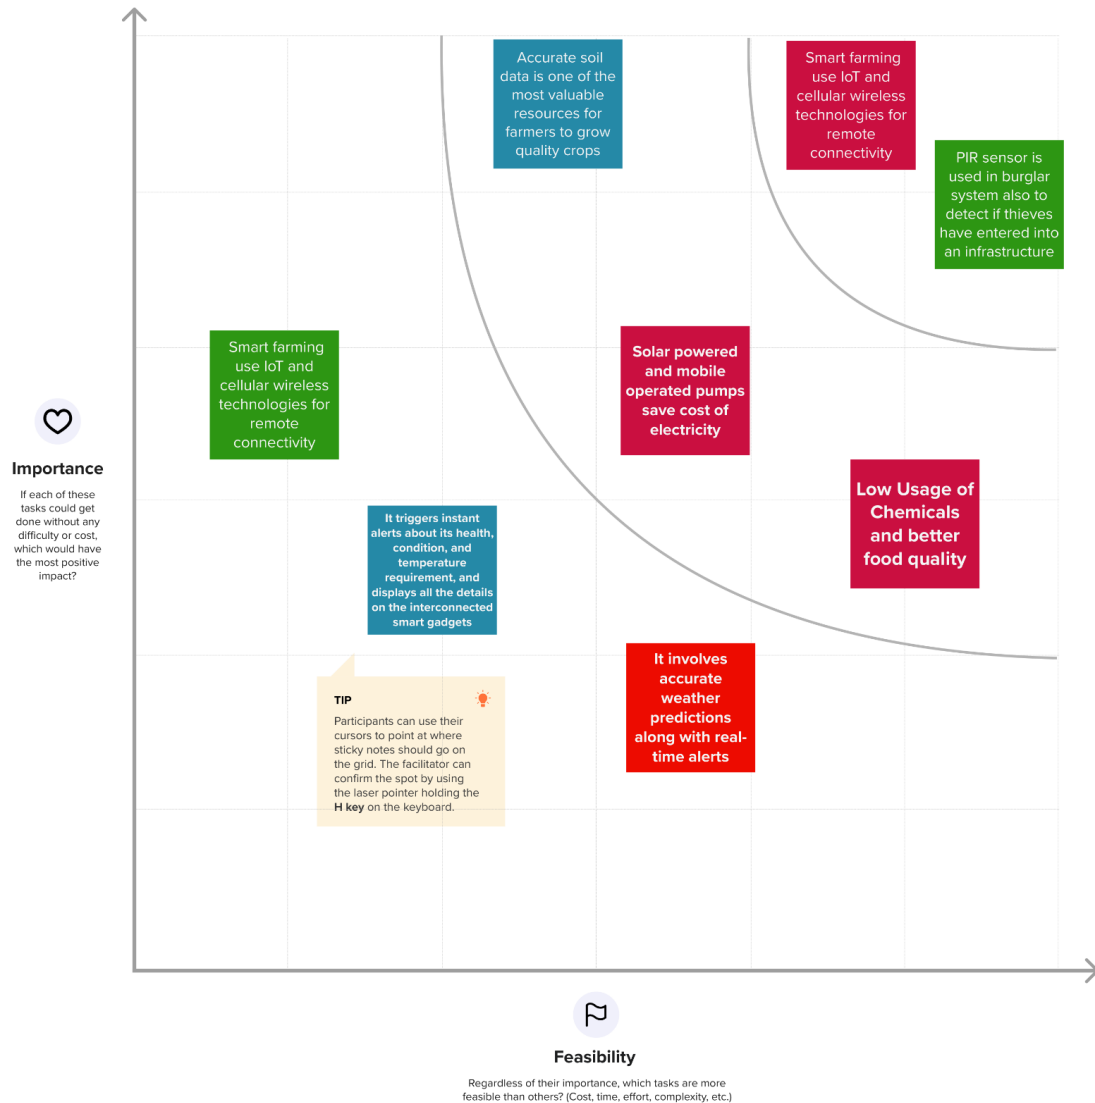 Accurate soil
data is one of the
most valuable
resources for
farmers to grow
quality crops
Smart farming
use IoT and
cellular wireless
technologies for
remote
connectivity
PIR sensor is
used in burglar
system also to
detect if thieves
have entered into
an infrastructure
Smart farming
use IoT and
cellular wireless
technologies for
remote
connectivity
Solar powered
and mobile
operated pumps
save cost of
electricity
Importance
If each of these
tasks could get
done without any
difficulty or cost,
which would have
the most positive
impact?
Low Usage of
Chemicals
and better
food quality
It triggers instant
alerts about its health,
condition, and
temperature
requirement, and
displays all the details
on the interconnected
smart gadgets
It involves
accurate
weather
predictions
along with real-
time alerts
TIP
Participants can use their
cursors to point at where
sticky notes should go on
the grid. The facilitator can
confirm the spot by using
the laser pointer holding the
H key on the keyboard.
Feasibility
Regardless of their importance, which tasks are more
feasible than others? (Cost, time, effort, complexity, etc.)